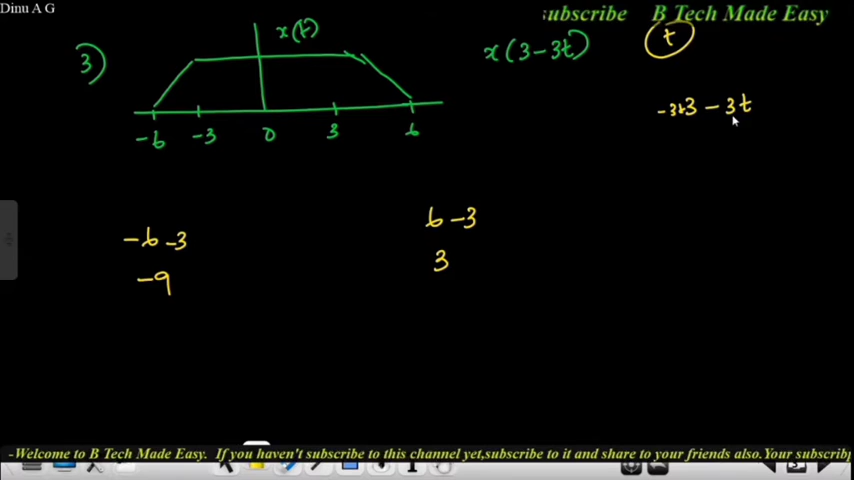 Dinu A G
subscribe B Tech Made Easy
3)
x(t)
x(3-3t)
t
-3+3-3t
-6 -3 0 3 6
-6-3
6-3
-9
3
-Welcome to B Tech Made Easy. If you haven't subscribe to this channel yet,subscribe to it and share to your friends also.Your subscrib